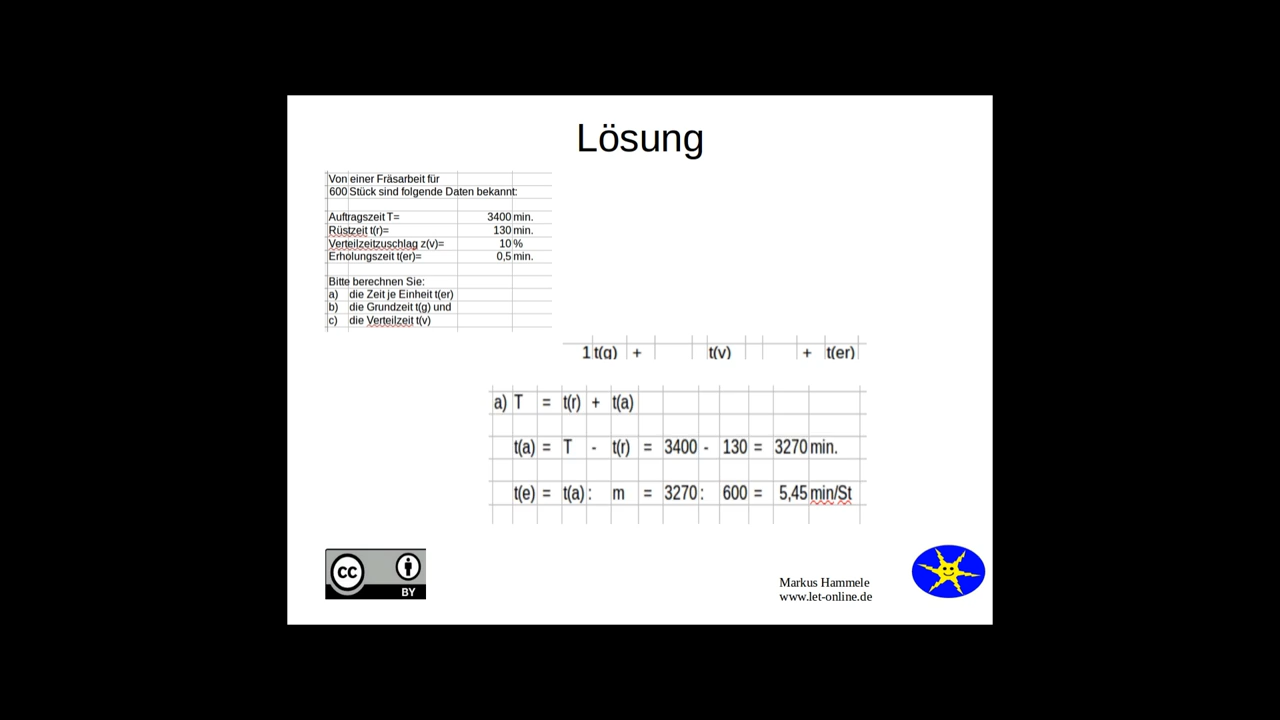 Lösung
Von einer Fräsarbeit für
600 Stück sind folgende Daten bekannt:
Auftragszeit T= 3400 min.
Rüstzeit t(r)= 130 min.
Verteilzeitzuschlag z(v)= 10 %
Erholungszeit t(er)= 0,5 min.
Bitte berechnen Sie:
a) die Zeit je Einheit t(er)
b) die Grundzeit t(g) und
c) die Verteilzeit t(v)
1 t(g) + t(v) + t(er)
a) T = t(r) + t(a)
t(a) = T - t(r) = 3400 - 130 = 3270 min.
t(e) = t(a) : m = 3270 : 600 = 5,45 min/St
cc BY
Markus Hammele
www.let-online.de